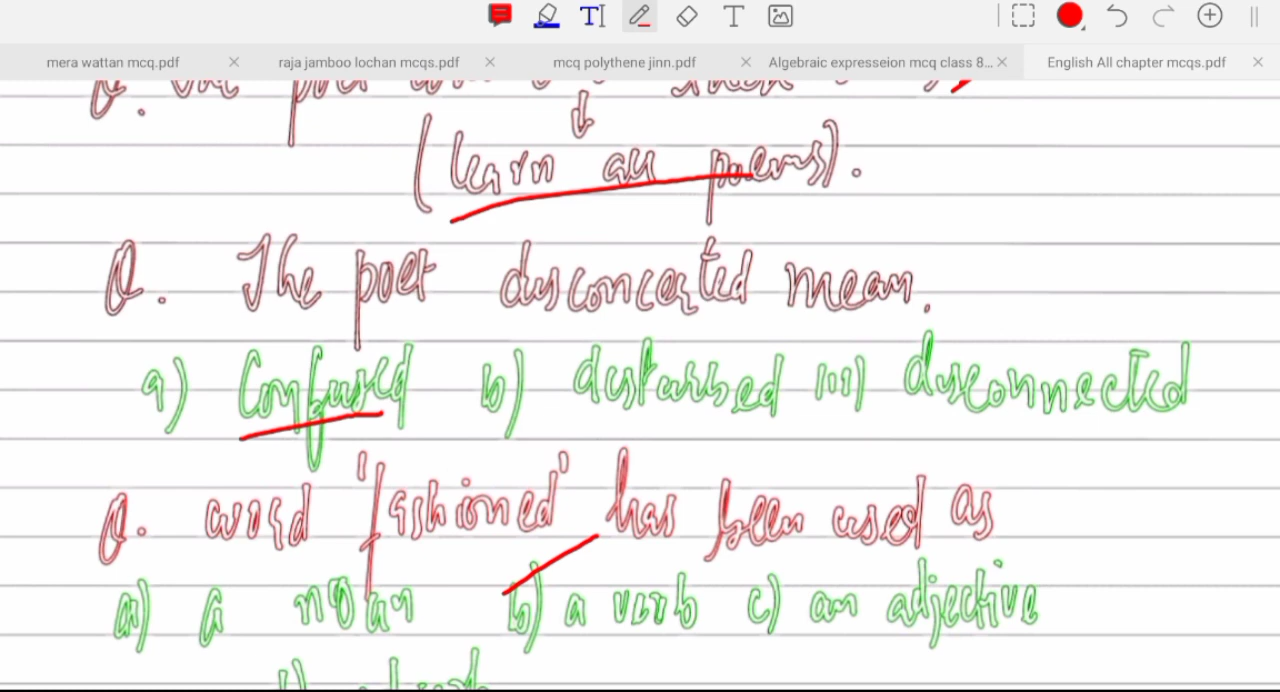 mera wattan mcq.pdf
raja jamboo lochan mcqs.pdf
mcq polythene jinn.pdf
Algebraic expresseion mcq class 8...
English All chapter mcqs.pdf
Q. The poet
(learn all poems).
Q. The poet disconcerted mean.
a) Confused b) disturbed iii) disconnected
Q. word 'fashioned' has been used as
a) a noun b) a verb c) an adjective